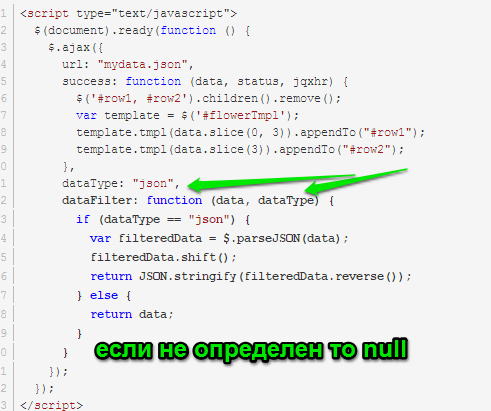 1 <script type="text/javascript">
2 $(document).ready(function () {
3 $.ajax({
4 url: "mydata.json",
5 success: function (data, status, jqxhr) {
6 $('#row1, #row2').children().remove();
7 var template = $('#flowerTmpl');
8 template.tmpl(data.slice(0, 3)).appendTo("#row1");
9 template.tmpl(data.slice(3)).appendTo("#row2");
0 },
1 dataType: "json",
2 dataFilter: function (data, dataType) {
3 if (dataType == "json") {
4 var filteredData = $.parseJSON(data);
5 filteredData.shift();
6 return JSON.stringify(filteredData.reverse());
7 } else {
8 return data;
9 }
0 }
если не определен то null
1 });
2 });
3 </script>